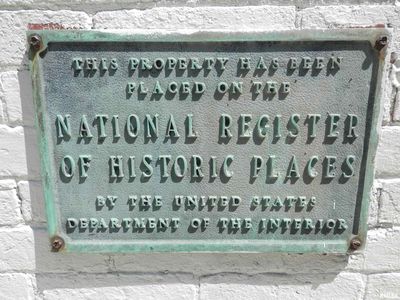 THIS PROPERTY HAS BEEN
PLACED ON THE
NATIONAL REGISTER
OF HISTORIC PLACES
BY THE UNITED STATES
DEPARTMENT OF THE INTERIOR